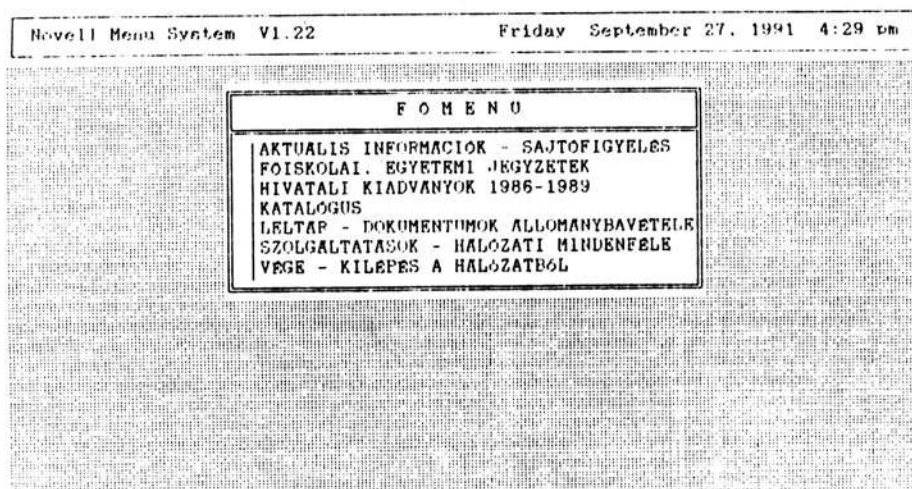 Novell Menu System V1.22 Friday September 27, 1991 4:29 pm
F O M E N U
AKTUALIS INFORMACIOK - SAJTOFIGYELES
FOISKOLAI, EGYETEMI JEGYZETEK
HIVATALI KIADVANYOK 1986-1989
KATALOGUS
LELTAR - DOKUMENTUMOK ALLOMANYBAVETELE
SZOLGALTATASOK - HALOZATI MINDENFELE
VEGE - KILEPES A HALóZATBóL